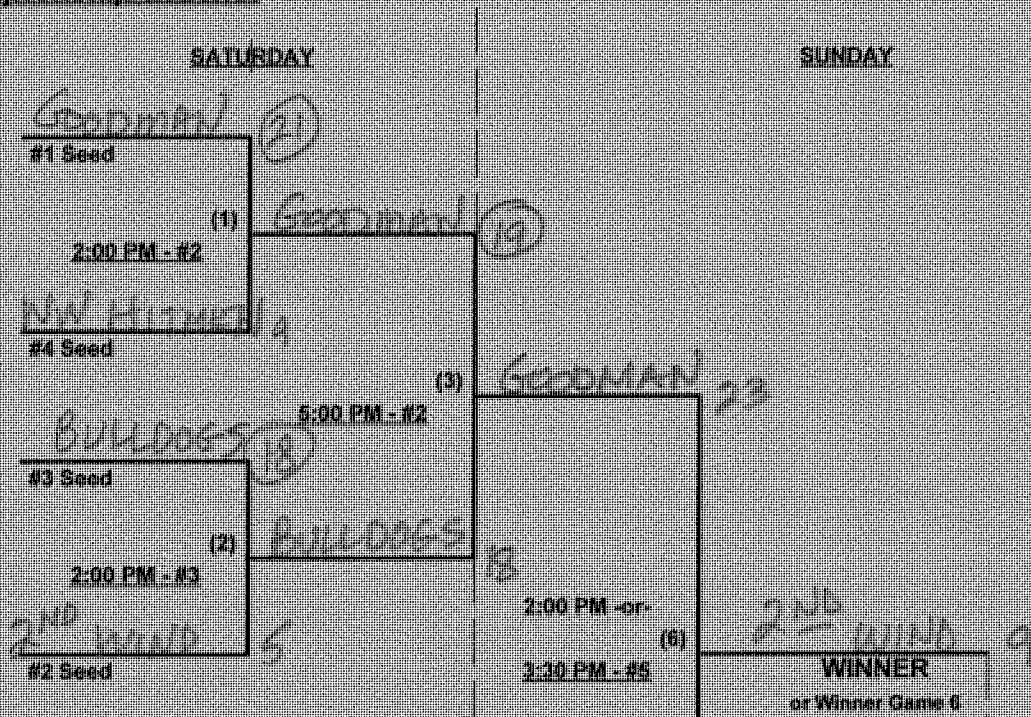 SATURDAY SUNDAY
GOODMAN 21
#1 Seed
(1) GOODMAN 19
2:00 PM - #2
NW HITMEN 9
#4 Seed
(3) GOODMAN 23
5:00 PM - #2
BULLDOGS 18
#3 Seed
(2) BULLDOGS 18
2:00 PM - #3
2ND WIND 5
#2 Seed
2:00 PM -or-
(6) 2ND WIND
3:30 PM - #5
WINNER
or Winner Game 6